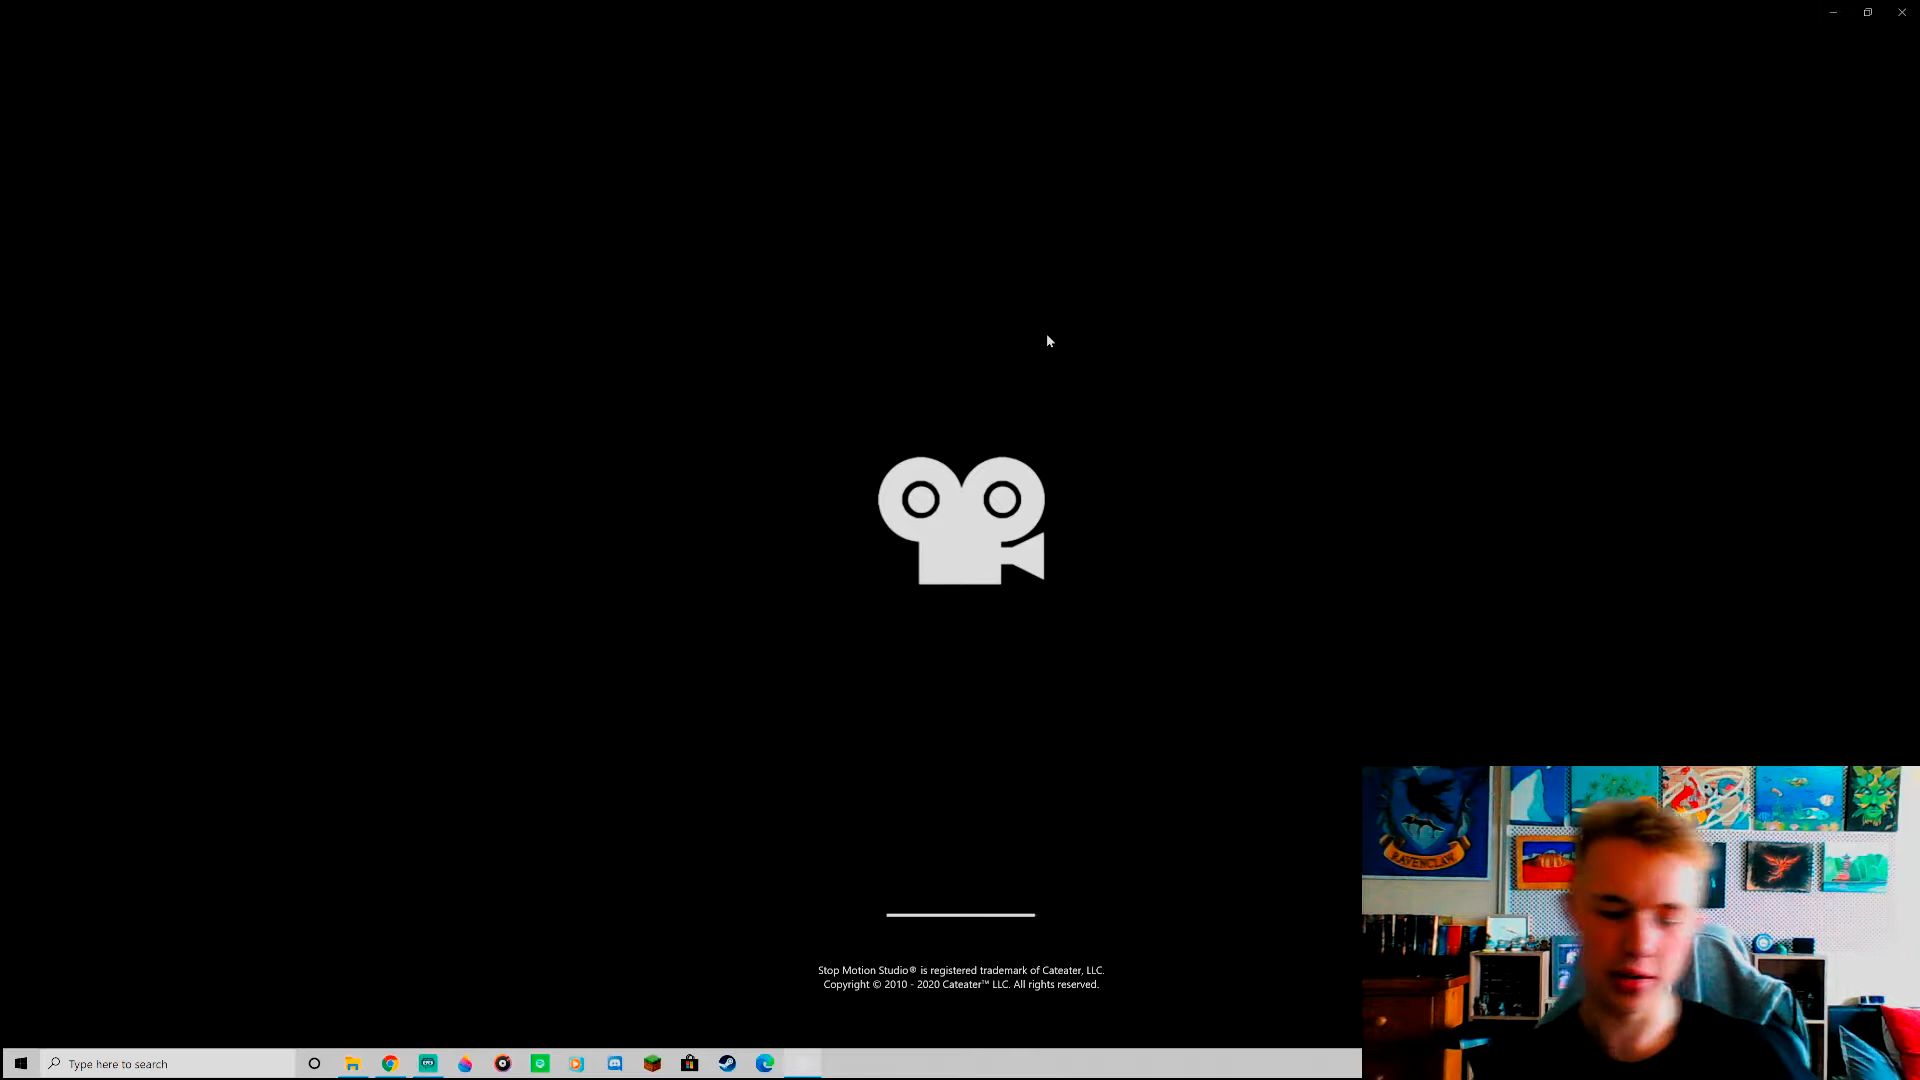 Stop Motion Studio® is registered trademark of Cateater, LLC.
Copyright © 2010 - 2020 Cateater™ LLC. All rights reserved.
RAVENCLAW
Type here to search